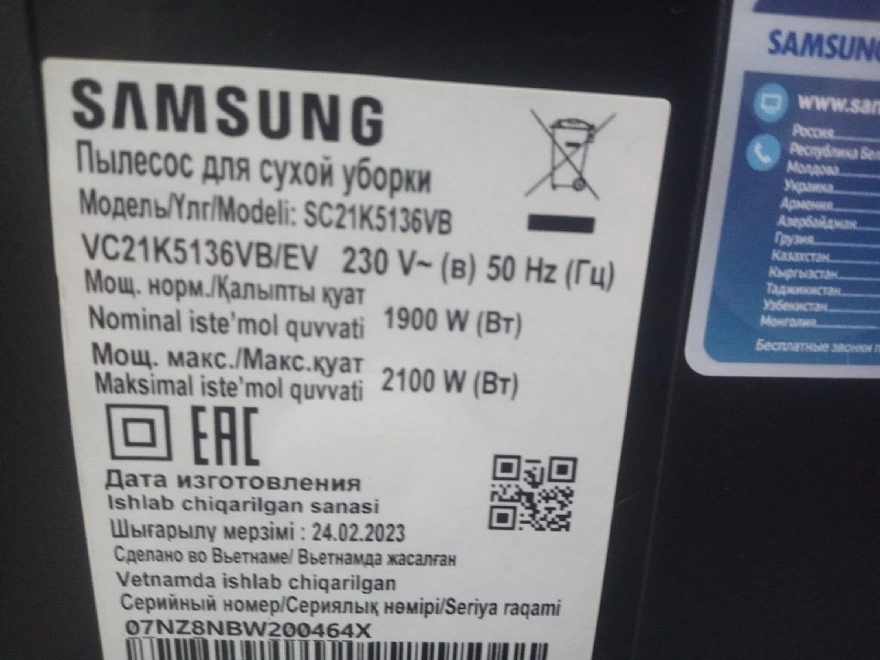 SAMSUNG
Пылесос для сухой уборки
Модель/Үлг/Modeli: SC21K5136VB
VC21K5136VB/EV 230 V~ (в) 50 Hz (Гц)
Мощ. норм./Қалыпты қуат
Nominal iste'mol quvvati 1900 W (Вт)
Мощ. макс./Макс.қуат
Maksimal iste'mol quvvati 2100 W (Вт)
EAC
Дата изготовления
Ishlab chiqarilgan sanasi
Шығарылу мерзімі : 24.02.2023
Сделано во Вьетнаме/ Вьетнамда жасалған
Vetnamda ishlab chiqarilgan
Серийный номер/Сериялық нөмірі/Seriya raqami
07NZ8NBW200464X
SAMSUNG
www.sam
Россия
Республика Бел
Молдова
Украина
Армения
Азербайджан
Грузия
Казахстан
Кыргызстан
Таджикистан
Узбекистан
Монголия
Бесплатные звонки п